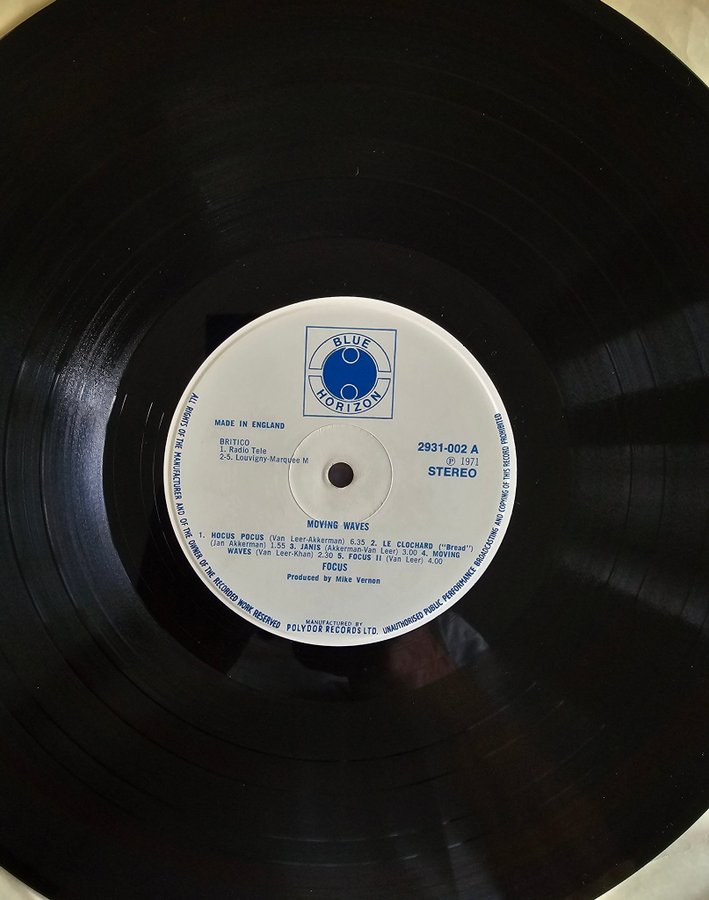 BLUE
HORIZON
MADE IN ENGLAND
BRITICO
1. Radio Tele
2-5. Louvigny-Marquee M
2931-002 A
Ⓟ 1971
STEREO
MOVING WAVES
1. HOCUS POCUS (Van Leer-Akkerman) 6.35 2. LE CLOCHARD ("Bread")
(Jan Akkerman) 1.55 3. JANIS (Akkerman-Van Leer) 3.00 4. MOVING
WAVES (Van Leer-Khan) 2.30 5. FOCUS II (Van Leer) 4.00
FOCUS
Produced by Mike Vernon
MANUFACTURED BY
POLYDOR RECORDS LTD.
ALL RIGHTS OF THE MANUFACTURER AND OF THE OWNER OF THE RECORDED WORK RESERVED
UNAUTHORISED PUBLIC PERFORMANCE BROADCASTING AND COPYING OF THIS RECORD PROHIBITED